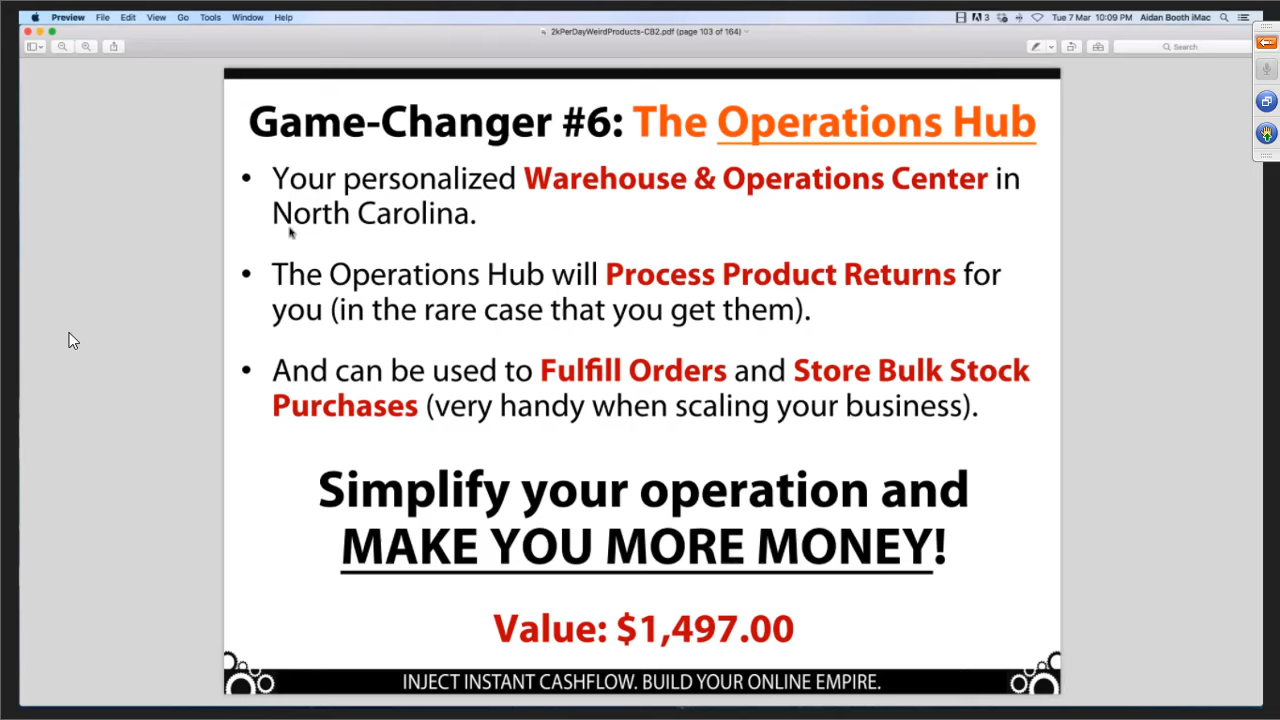 Preview File Edit View Go Tools Window Help
3 Tue 7 Mar 10:09 PM Aidan Booth iMac
2kPerDayWeirdProducts-CB2.pdf (page 103 of 164)
Search
Game-Changer #6: The Operations Hub
• Your personalized Warehouse & Operations Center in
North Carolina.
• The Operations Hub will Process Product Returns for
you (in the rare case that you get them).
• And can be used to Fulfill Orders and Store Bulk Stock
Purchases (very handy when scaling your business).
Simplify your operation and
MAKE YOU MORE MONEY!
Value: $1,497.00
INJECT INSTANT CASHFLOW. BUILD YOUR ONLINE EMPIRE.